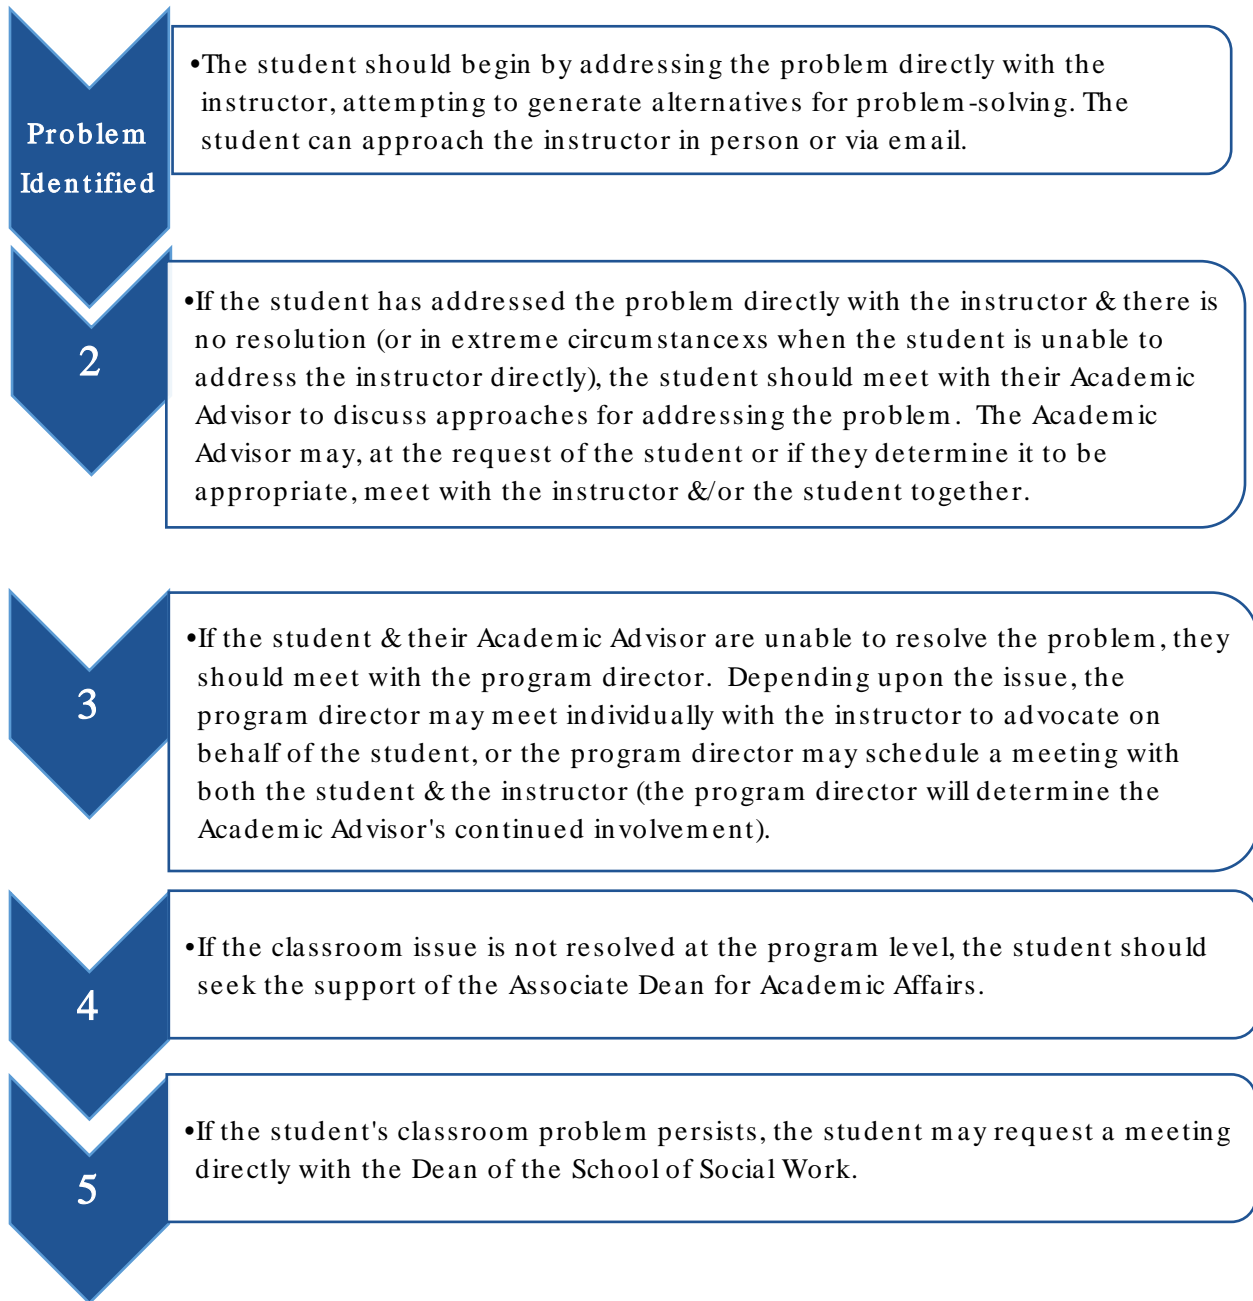 Problem
Identified
•The student should begin by addressing the problem directly with the
instructor, attempting to generate alternatives for problem-solving. The
student can approach the instructor in person or via email.
2
•If the student has addressed the problem directly with the instructor & there is
no resolution (or in extreme circumstancexs when the student is unable to
address the instructor directly), the student should meet with their Academic
Advisor to discuss approaches for addressing the problem. The Academic
Advisor may, at the request of the student or if they determine it to be
appropriate, meet with the instructor &/or the student together.
3
•If the student & their Academic Advisor are unable to resolve the problem, they
should meet with the program director. Depending upon the issue, the
program director may meet individually with the instructor to advocate on
behalf of the student, or the program director may schedule a meeting with
both the student & the instructor (the program director will determine the
Academic Advisor's continued involvement).
4
•If the classroom issue is not resolved at the program level, the student should
seek the support of the Associate Dean for Academic Affairs.
5
•If the student's classroom problem persists, the student may request a meeting
directly with the Dean of the School of Social Work.